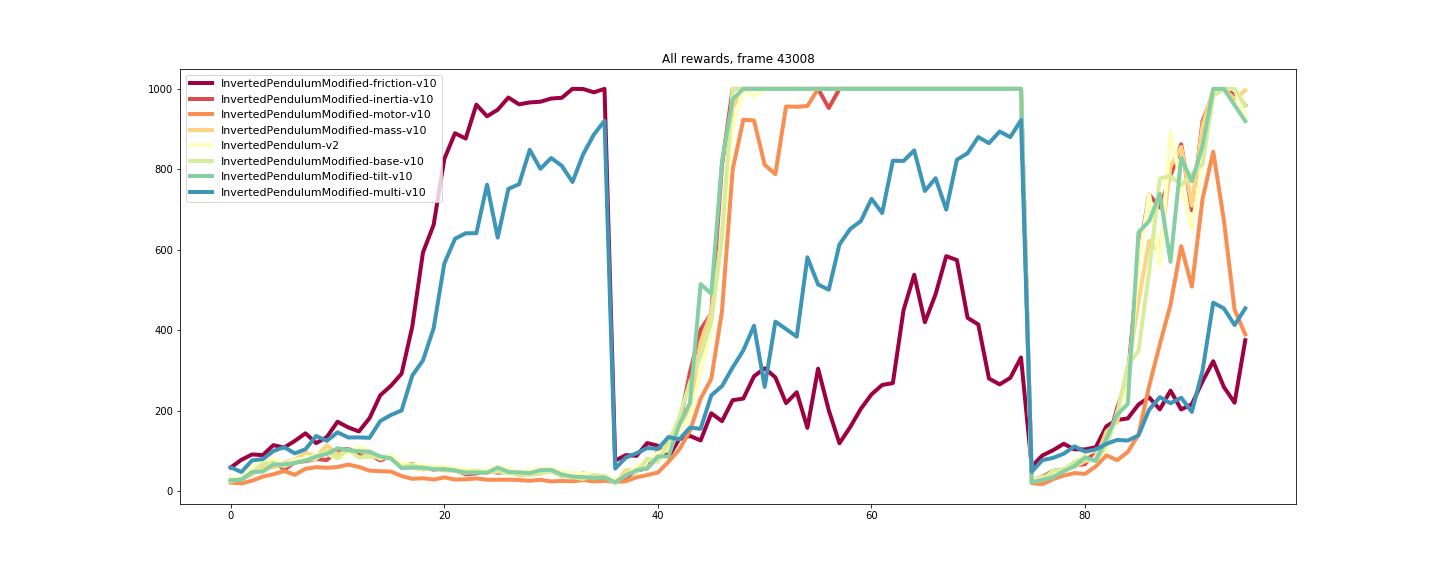 All rewards, frame 43008
1000
800
600
400
200
0
InvertedPendulumModified-friction-v10
InvertedPendulumModified-inertia-v10
InvertedPendulumModified-motor-v10
InvertedPendulumModified-mass-v10
InvertedPendulum-v2
InvertedPendulumModified-base-v10
InvertedPendulumModified-tilt-v10
InvertedPendulumModified-multi-v10
0 20 40 60 80